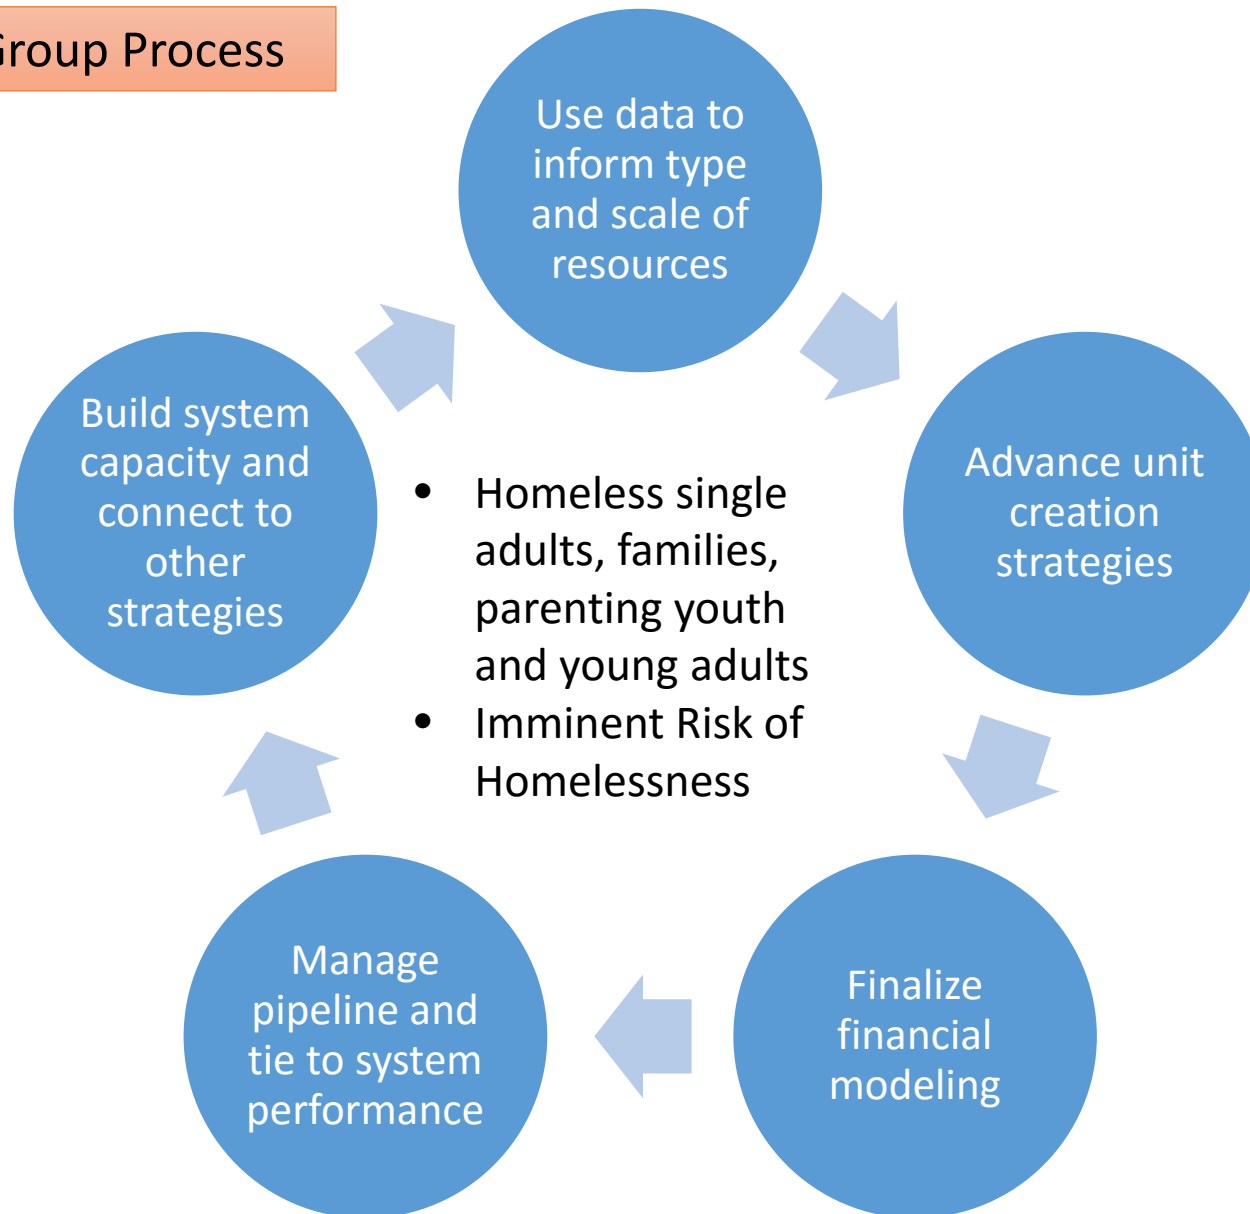 Group Process
Use data to
inform type
and scale of
resources
Advance unit
creation
strategies
Finalize
financial
modeling
Manage
pipeline and
tie to system
performance
Build system
capacity and
connect to
other
strategies
• Homeless single
adults, families,
parenting youth
and young adults
• Imminent Risk of
Homelessness